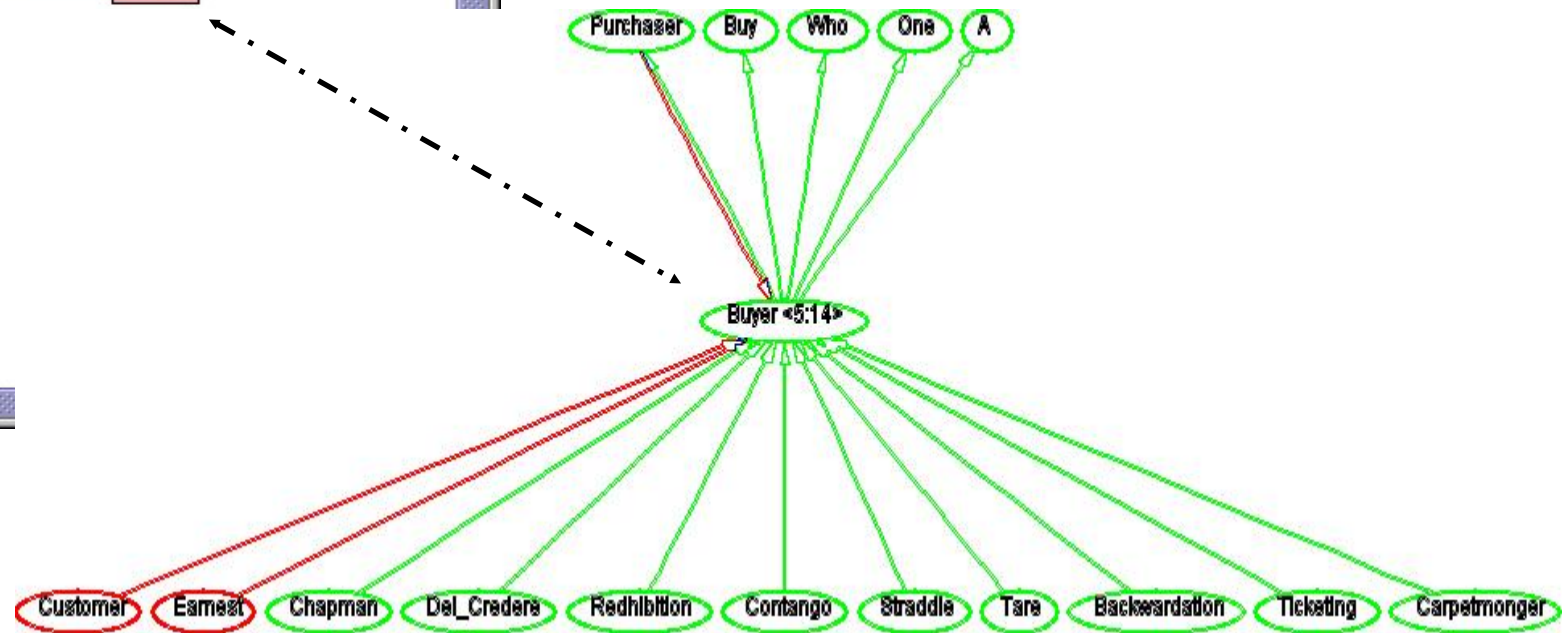 Purchaser Buy Who One A
Buyer <5:14>
Customer Earnest Chapman Del_Credere Redhibition Contango Straddle Tare Backwardation Ticketing Carpetmonger